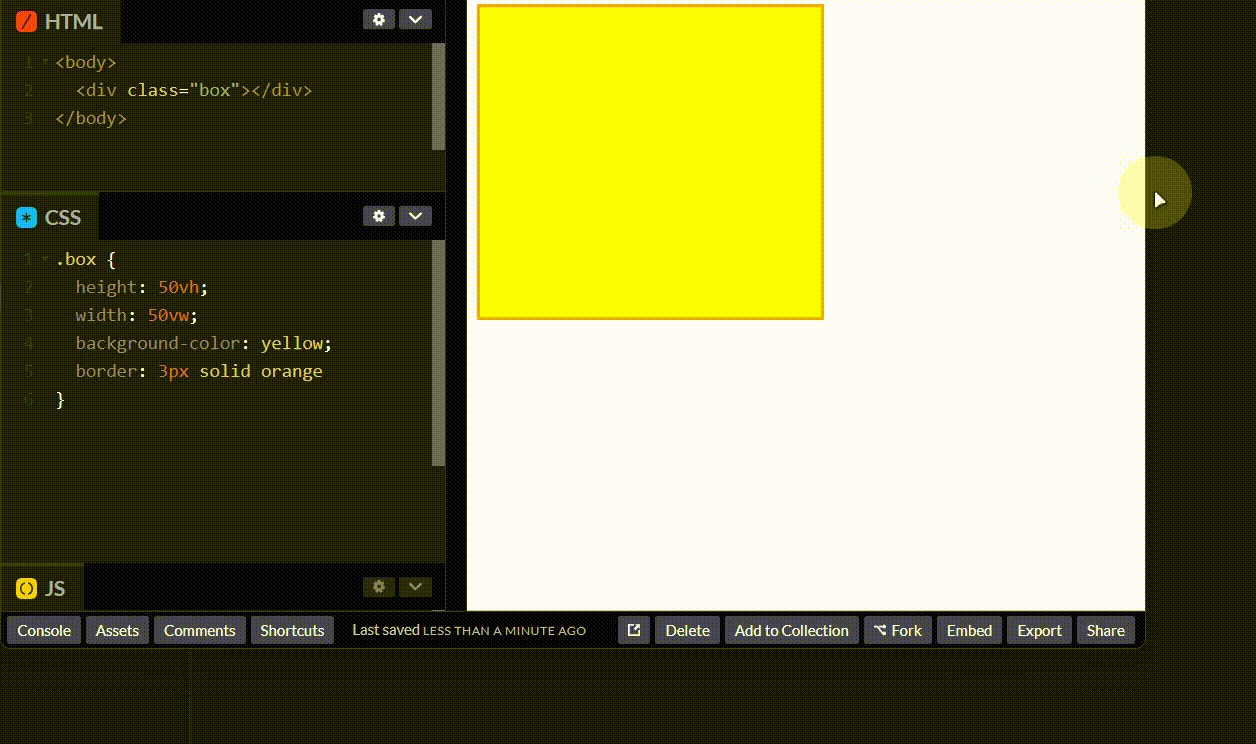 HTML
1 <body>
2 <div class="box"></div>
3 </body>
CSS
1 .box {
2 height: 50vh;
3 width: 50vw;
4 background-color: yellow;
5 border: 3px solid orange
6 }
JS
Console Assets Comments Shortcuts Last saved LESS THAN A MINUTE AGO Delete Add to Collection Fork Embed Export Share